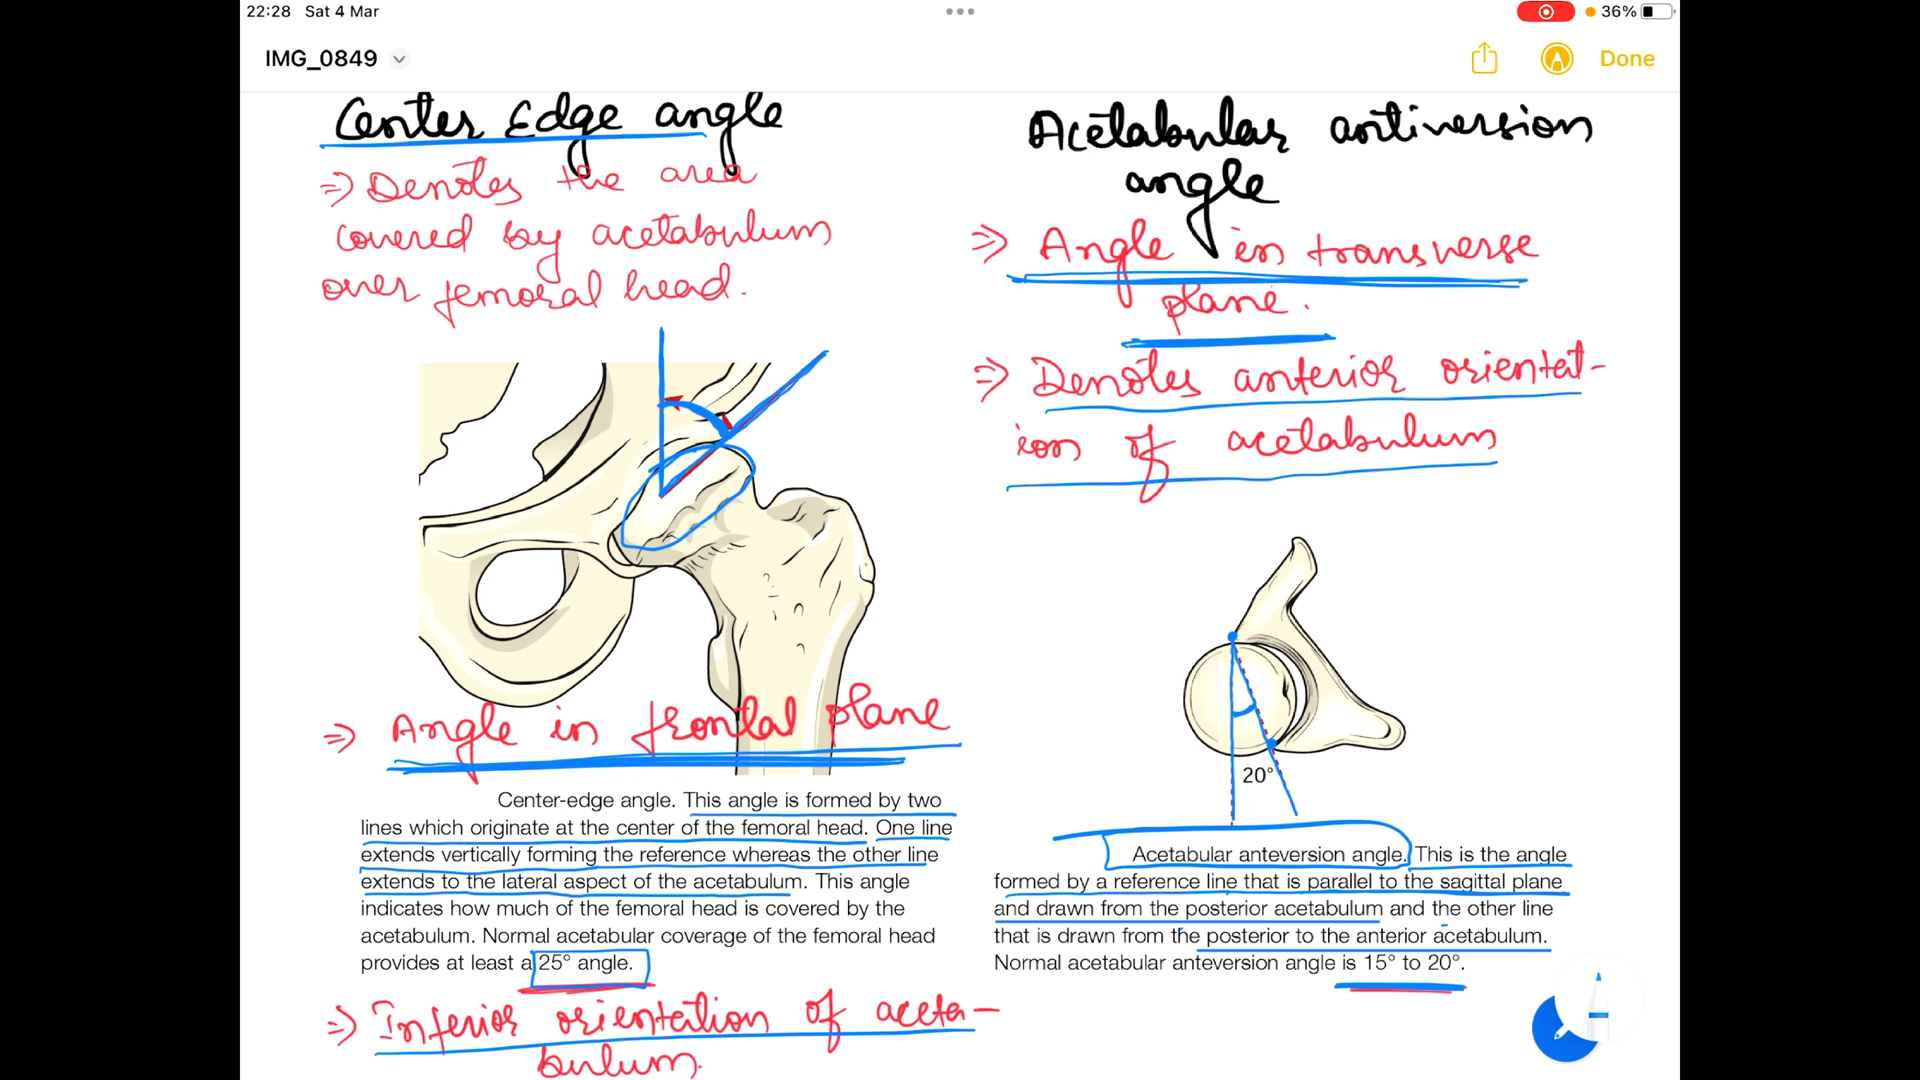 22:28 Sat 4 Mar
36%
IMG_0849
Done
Center Edge angle
⇒ Denotes the area
covered by acetabulum
over femoral head.
⇒ Angle in frontal plane
Center-edge angle. This angle is formed by two
lines which originate at the center of the femoral head. One line
extends vertically forming the reference whereas the other line
extends to the lateral aspect of the acetabulum. This angle
indicates how much of the femoral head is covered by the
acetabulum. Normal acetabular coverage of the femoral head
provides at least a 25° angle.
⇒ Inferior orientation of aceta-
bulum.
Acetabular antiversion
angle
⇒ Angle in transverse
plane.
⇒ Denotes anterior orientat-
ion of acetabulum
20°
Acetabular anteversion angle. This is the angle
formed by a reference line that is parallel to the sagittal plane
and drawn from the posterior acetabulum and the other line
that is drawn from the posterior to the anterior acetabulum.
Normal acetabular anteversion angle is 15° to 20°.